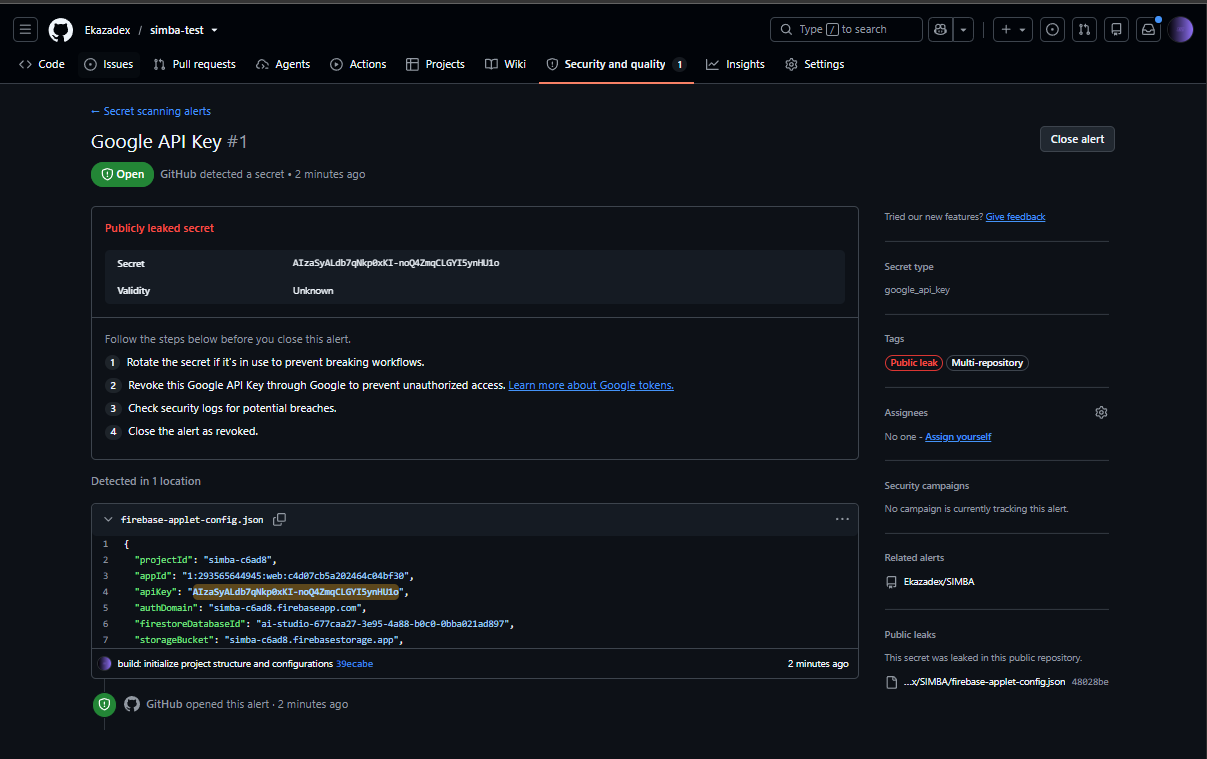 Ekazadex / simba-test
Type / to search
Code Issues Pull requests Agents Actions Projects Wiki Security and quality 1 Insights Settings
← Secret scanning alerts
Google API Key #1
Close alert
Open GitHub detected a secret • 2 minutes ago
Publicly leaked secret
Secret AIzaSyALdb7qNkp0xKI-noQ4ZmqCLGYI5ynHU1o
Validity Unknown
Follow the steps below before you close this alert.
1 Rotate the secret if it's in use to prevent breaking workflows.
2 Revoke this Google API Key through Google to prevent unauthorized access. Learn more about Google tokens.
3 Check security logs for potential breaches.
4 Close the alert as revoked.
Detected in 1 location
firebase-applet-config.json
1 {
2 "projectId": "simba-c6ad8",
3 "appId": "1:293565644945:web:c4d07cb5a202464c04bf30",
4 "apiKey": "AIzaSyALdb7qNkp0xKI-noQ4ZmqCLGYI5ynHU1o",
5 "authDomain": "simba-c6ad8.firebaseapp.com",
6 "firestoreDatabaseId": "ai-studio-677caa27-3e95-4a88-b0c0-0bba021ad897",
7 "storageBucket": "simba-c6ad8.firebasestorage.app",
build: initialize project structure and configurations 39ecabe 2 minutes ago
GitHub opened this alert · 2 minutes ago
Tried our new features? Give feedback
Secret type
google_api_key
Tags
Public leak Multi-repository
Assignees
No one - Assign yourself
Security campaigns
No campaign is currently tracking this alert.
Related alerts
Ekazadex/SIMBA
Public leaks
This secret was leaked in this public repository.
...x/SIMBA/firebase-applet-config.json 48028be